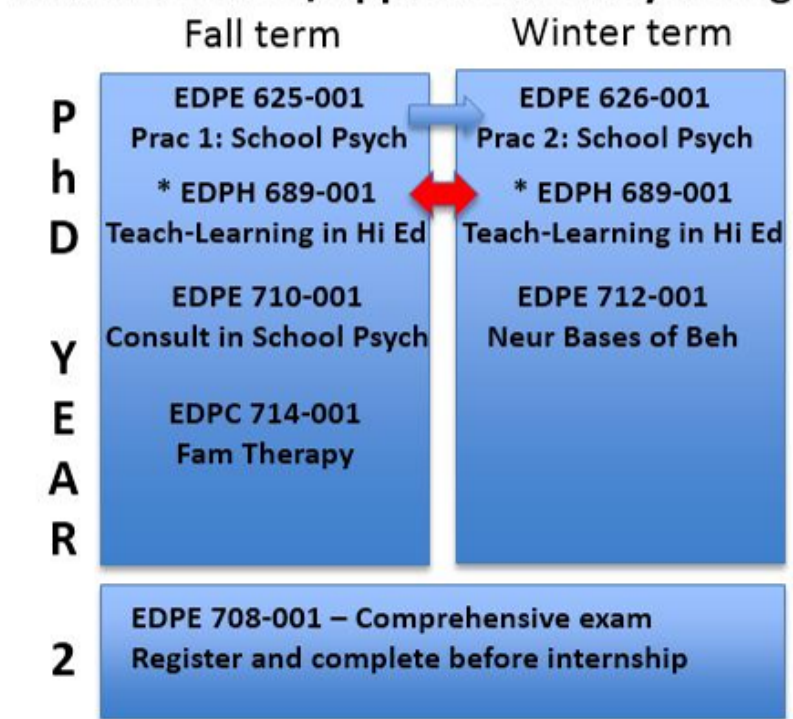 Fall term
Winter term
PhD YEAR 2
EDPE 625-001
Prac 1: School Psych
* EDPH 689-001
Teach-Learning in Hi Ed
EDPE 710-001
Consult in School Psych
EDPC 714-001
Fam Therapy
EDPE 626-001
Prac 2: School Psych
* EDPH 689-001
Teach-Learning in Hi Ed
EDPE 712-001
Neur Bases of Beh
EDPE 708-001 – Comprehensive exam
Register and complete before internship